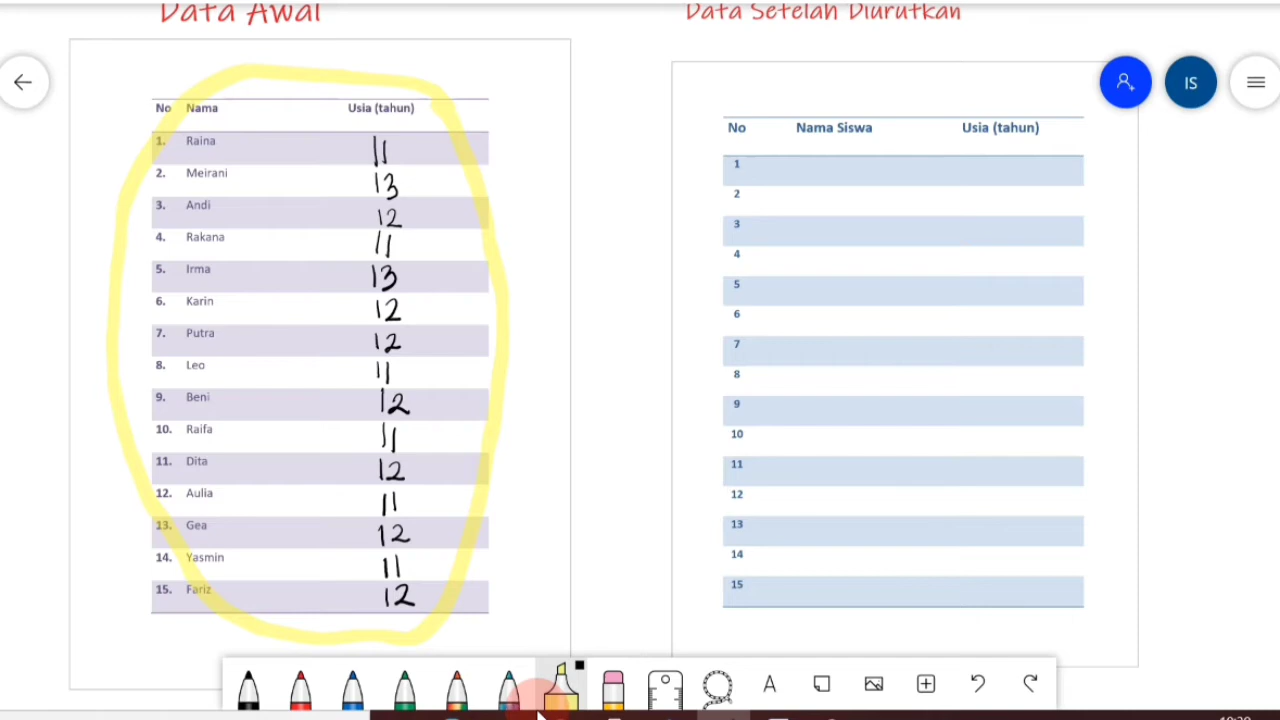 Data Awal
No Nama Usia (tahun)
1. Raina 11
2. Meirani 13
3. Andi 12
4. Rakana 11
5. Irma 13
6. Karin 12
7. Putra 12
8. Leo 11
9. Beni 12
10. Raifa 11
11. Dita 12
12. Aulia 11
13. Gea 12
14. Yasmin 11
15. Fariz 12
Data Setelah Diurutkan
IS
No Nama Siswa Usia (tahun)
1
2
3
4
5
6
7
8
9
10
11
12
13
14
15
A